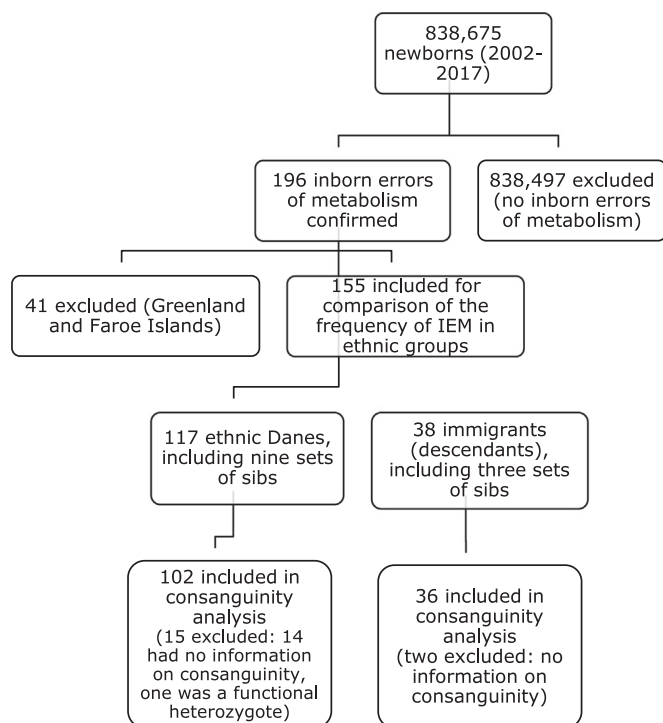 838,675
newborns (2002-
2017)
196 inborn errors
of metabolism
confirmed
838,497 excluded
(no inborn errors
of metabolism)
41 excluded (Greenland
and Faroe Islands)
155 included for
comparison of the
frequency of IEM in
ethnic groups
117 ethnic Danes,
including nine sets
of sibs
38 immigrants
(descendants),
including three sets
of sibs
102 included in
consanguinity
analysis
(15 excluded: 14
had no information
on consanguinity,
one was a functional
heterozygote)
36 included in
consanguinity
analysis
(two excluded: no
information on
consanguinity)